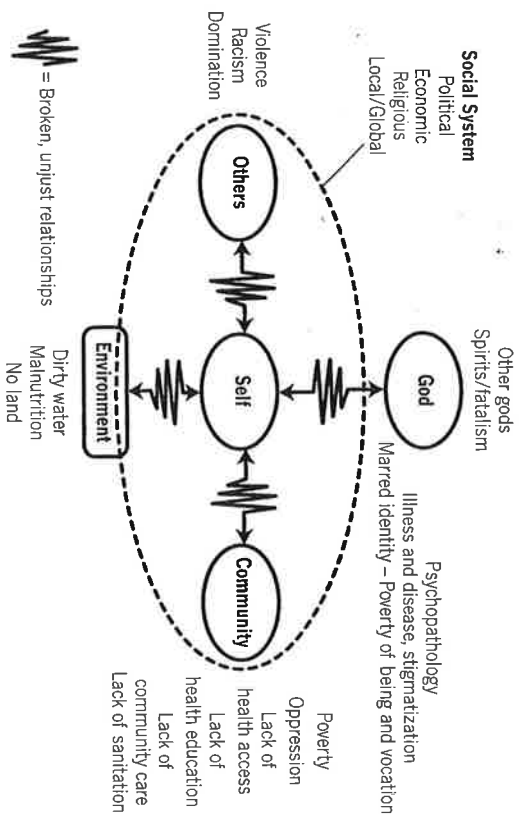 Other gods
Spirits/fatalism
God
Psychopathology
Illness and disease, stigmatization
Marred identity – Poverty of being and vocation
Social System
Political
Economic
Religious
Local/Global
Violence
Racism
Domination
Others
Self
Community
Poverty
Oppression
Lack of
health access
Lack of
health education
Lack of
community care
Lack of sanitation
Environment
Dirty water
Malnutrition
No land
= Broken, unjust relationships